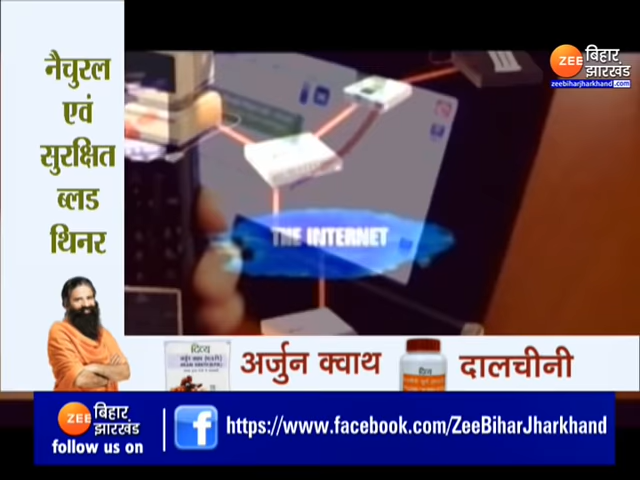 नैचुरल
एवं
सुरक्षित
ब्लड
थिनर
ZEE बिहार
झारखंड
zeebiharjharkhand.com
THE INTERNET
दिव्य
अर्जुन क्वाथ
दिव्य
दालचीनी
ZEE बिहार
झारखंड
follow us on
f
https://www.facebook.com/ZeeBiharJharkhand